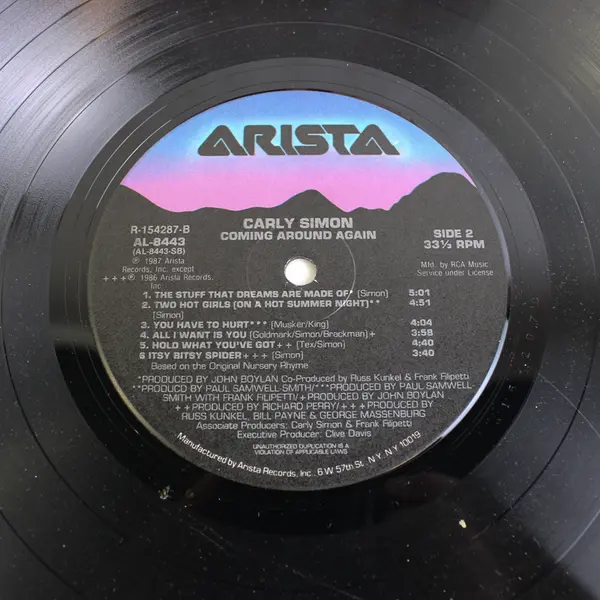 ARISTA
CARLY SIMON
COMING AROUND AGAIN
R-154287-B
AL-8443
(AL-8443-SB)
℗ 1987 Arista
Records, Inc. except
+++℗ 1986 Arista Records,
Inc.
SIDE 2
33⅓ RPM
Mfd. by RCA Music
Service under License
1. THE STUFF THAT DREAMS ARE MADE OF* (Simon) 5:01
2. TWO HOT GIRLS (ON A HOT SUMMER NIGHT)** 4:51
(Simon)
3. YOU HAVE TO HURT*** (Musker/King) 4:04
4. ALL I WANT IS YOU (Goldmark/Simon/Brackman)+ 3:58
5. HOLD WHAT YOU'VE GOT++ (Tex/Simon) 3:40
6 ITSY BITSY SPIDER+++ (Simon) 3:40
Based on the Original Nursery Rhyme
*PRODUCED BY JOHN BOYLAN Co-Produced by Russ Kunkel & Frank Filipetti
**PRODUCD BY PAUL SAMWELL-SMITH/***PRODUCED BY PAUL SAMWELL-
SMITH WITH FRANK FILIPETTI/+PRODUCED BY JOHN BOYLAN
++PRODUCED BY RICHARD PERRY/+++PRODUCED BY
RUSS KUNKEL, BILL PAYNE & GEORGE MASSENBURG
Associate Producers: Carly Simon & Frank Filipetti
Executive Producer: Clive Davis
UNAUTHORIZED DUPLICATION IS A
VIOLATION OF APPLICABLE LAWS
Manufactured by Arista Records, Inc., 6 W. 57th St., N.Y., N.Y. 10019